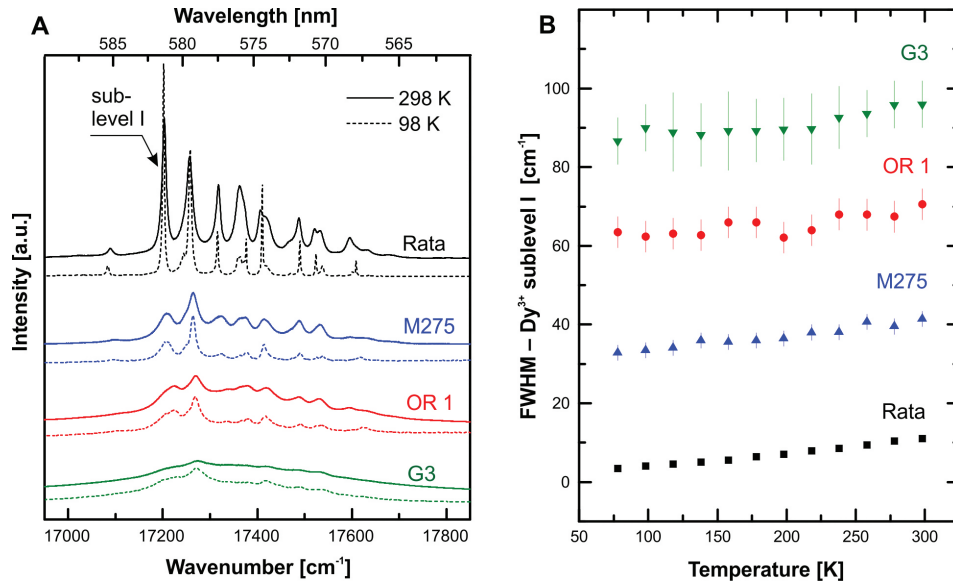 Wavelength [nm]
585 580 575 570 565
A
sub-
level I
298 K
98 K
Rata
M275
OR 1
G3
Intensity [a.u.]
17000 17200 17400 17600 17800
Wavenumber [cm⁻¹]
B
G3
OR 1
M275
Rata
FWHM – Dy³⁺ sublevel I [cm⁻¹]
100
80
60
40
20
0
50 100 150 200 250 300
Temperature [K]